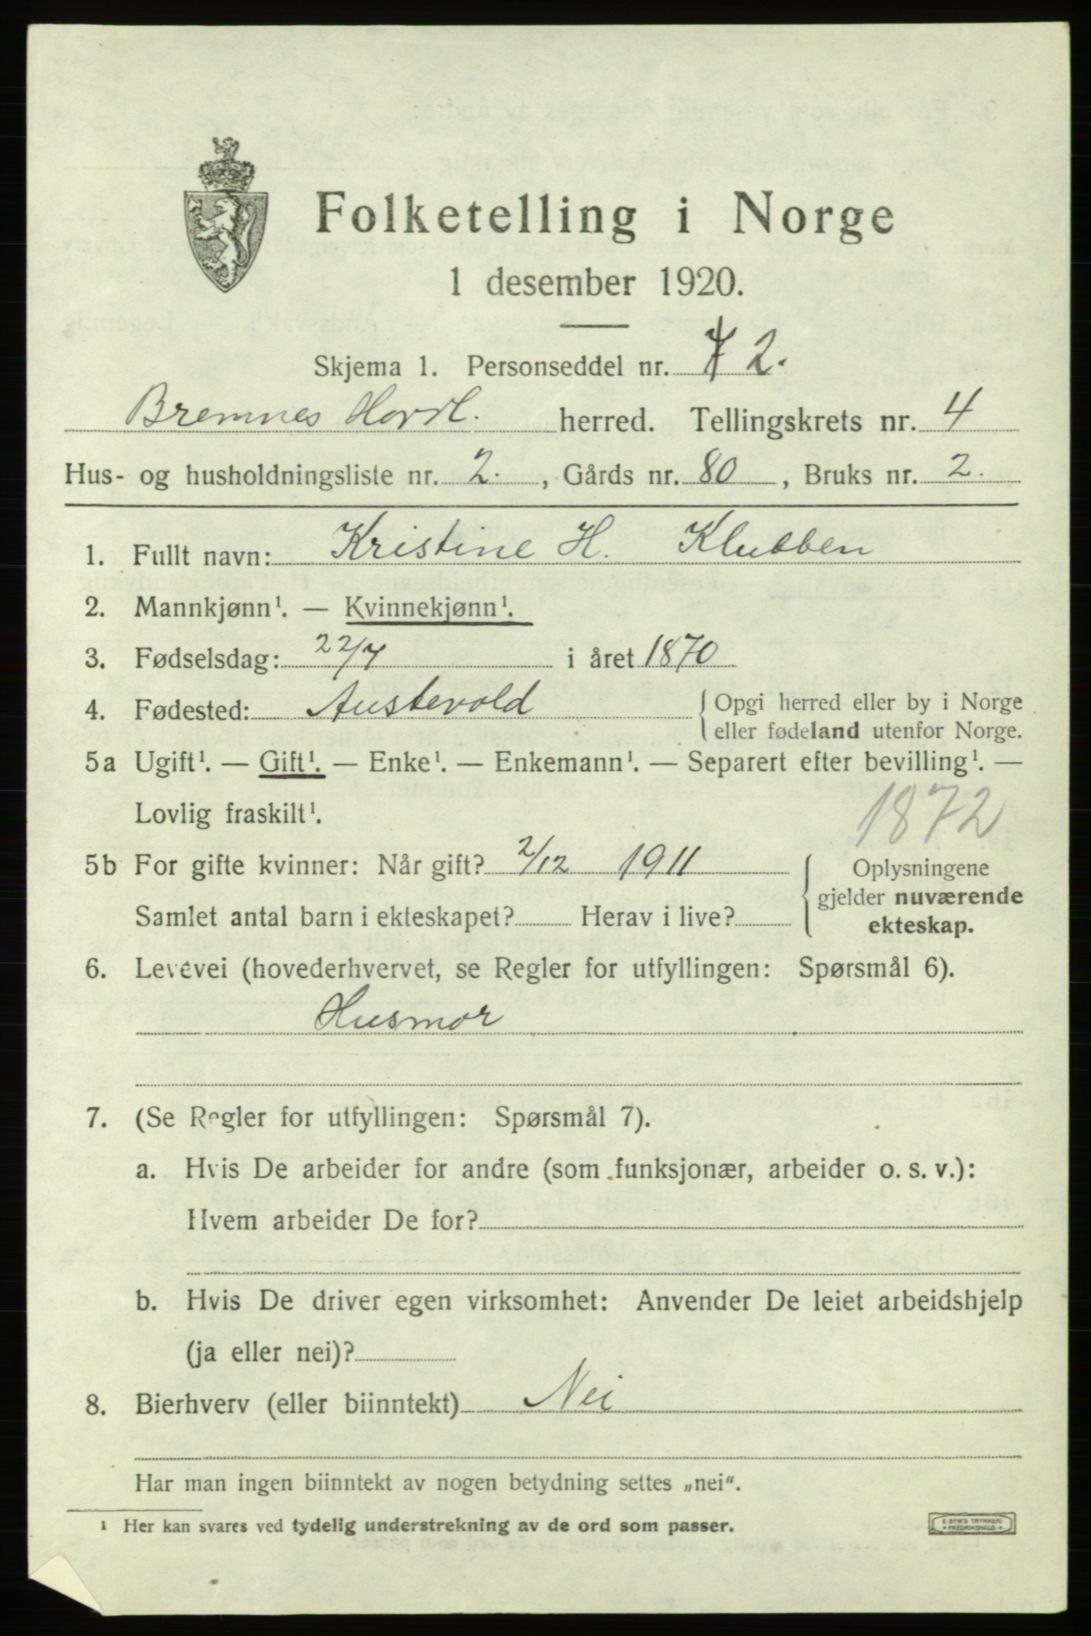 Folketelling i Norge
1 desember 1920.
Skjema 1. Personseddel nr. 2.
Bremnes Hordl. herred. Tellingskrets nr. 4
Hus- og husholdningsliste nr. 2. , Gårds nr. 80 , Bruks nr. 2.
1. Fullt navn: Kristine H. Klubben
2. Mannkjønn¹. — Kvinnekjønn¹.
3. Fødselsdag: 22/7 i året 1870
4. Fødested: Austevold { Opgi herred eller by i Norge
eller fødeland utenfor Norge.
5a Ugift¹. — Gift¹. — Enke¹. — Enkemann¹. — Separert efter bevilling¹. —
Lovlig fraskilt¹. 1872
5b For gifte kvinner: Når gift? 2/12 1911 { Oplysningene
gjelder nuværende
Samlet antal barn i ekteskapet? Herav i live? ekteskap.
6. Levevei (hovederhvervet, se Regler for utfyllingen: Spørsmål 6).
Husmor
7. (Se Regler for utfyllingen: Spørsmål 7).
a. Hvis De arbeider for andre (som funksjonær, arbeider o. s. v.):
Hvem arbeider De for?
b. Hvis De driver egen virksomhet: Anvender De leiet arbeidshjelp
(ja eller nei)?
8. Bierhverv (eller biinntekt) Nei
Har man ingen biinntekt av nogen betydning settes „nei“.
¹ Her kan svares ved tydelig understrekning av de ord som passer.